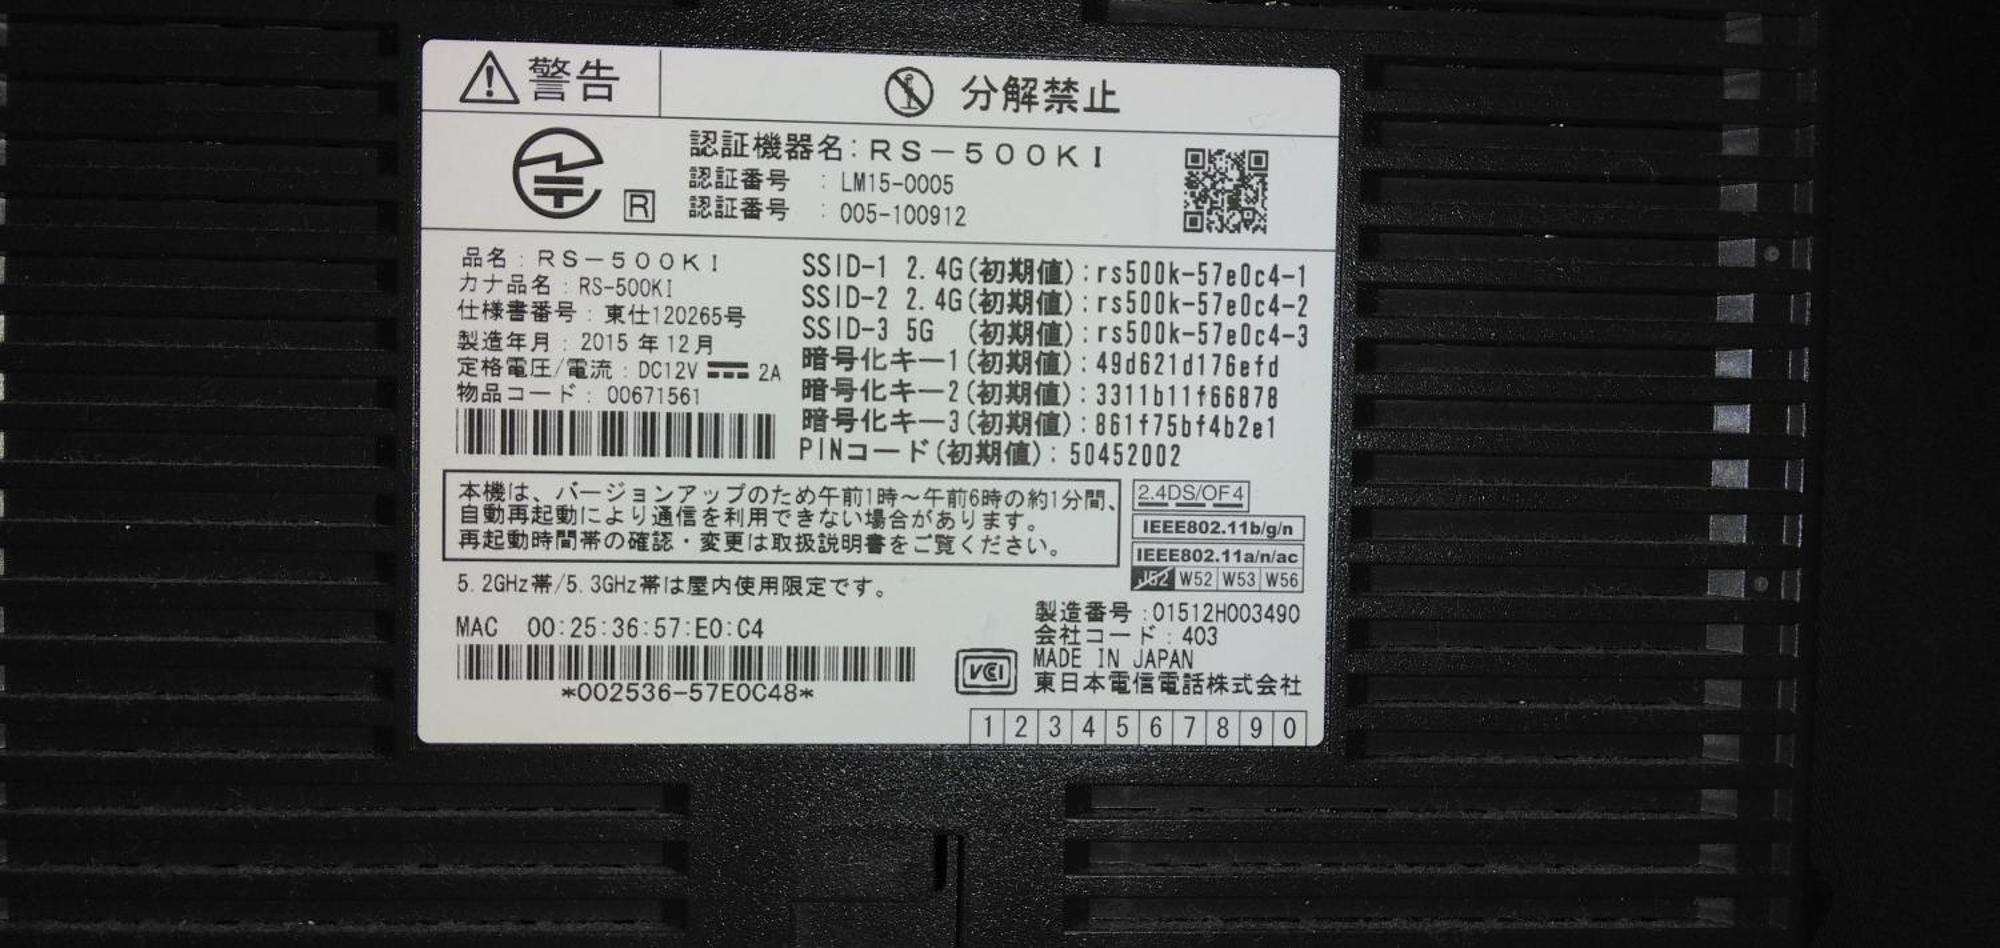 警告
分解禁止
認証機器名:RS-500KI
R
認証番号 : LM15-0005
認証番号 : 005-100912
品名:RS-500KI
カナ品名:RS-500KI
仕様書番号:東仕120265号
製造年月:2015年12月
定格電圧/電流:DC12V 2A
物品コード:00671561
SSID-1 2.4G(初期値):rs500k-57e0c4-1
SSID-2 2.4G(初期値):rs500k-57e0c4-2
SSID-3 5G (初期値):rs500k-57e0c4-3
暗号化キー1(初期値):49d621d176efd
暗号化キー2(初期値):3311b11f66878
暗号化キー3(初期値):861f75bf4b2e1
PINコード(初期値):50452002
本機は、バージョンアップのため午前1時~午前6時の約1分間、
自動再起動により通信を利用できない場合があります。
再起動時間帯の確認・変更は取扱説明書をご覧ください。
2.4DS/OF4
IEEE802.11b/g/n
IEEE802.11a/n/ac
J52 W52 W53 W56
5.2GHz帯/5.3GHz帯は屋内使用限定です。
MAC 00:25:36:57:E0:C4
*002536-57E0C48*
製造番号:01512H003490
会社コード:403
MADE IN JAPAN
VCI
東日本電信電話株式会社
1 2 3 4 5 6 7 8 9 0